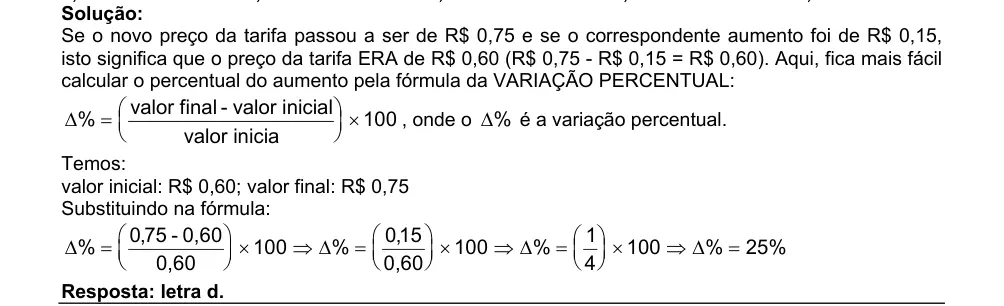 Solução:
Se o novo preço da tarifa passou a ser de R$ 0,75 e se o correspondente aumento foi de R$ 0,15,
isto significa que o preço da tarifa ERA de R$ 0,60 (R$ 0,75 - R$ 0,15 = R$ 0,60). Aqui, fica mais fácil
calcular o percentual do aumento pela fórmula da VARIAÇÃO PERCENTUAL:
Δ% = (valor final - valor inicial / valor inicia) × 100 , onde o Δ% é a variação percentual.
Temos:
valor inicial: R$ 0,60; valor final: R$ 0,75
Substituindo na fórmula:
Δ% = (0,75 - 0,60 / 0,60) × 100 ⇒ Δ% = (0,15 / 0,60) × 100 ⇒ Δ% = (1 / 4) × 100 ⇒ Δ% = 25%
Resposta: letra d.